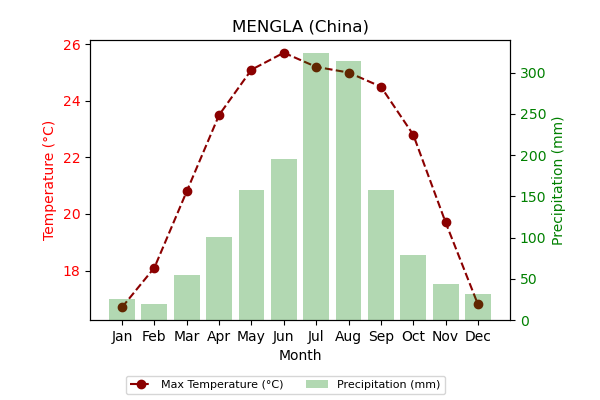 MENGLA (China)
26
24
22
20
18
Temperature (°C)
300
250
200
150
100
50
0
Precipitation (mm)
Jan Feb Mar Apr May Jun Jul Aug Sep Oct Nov Dec
Month
Max Temperature (°C) Precipitation (mm)